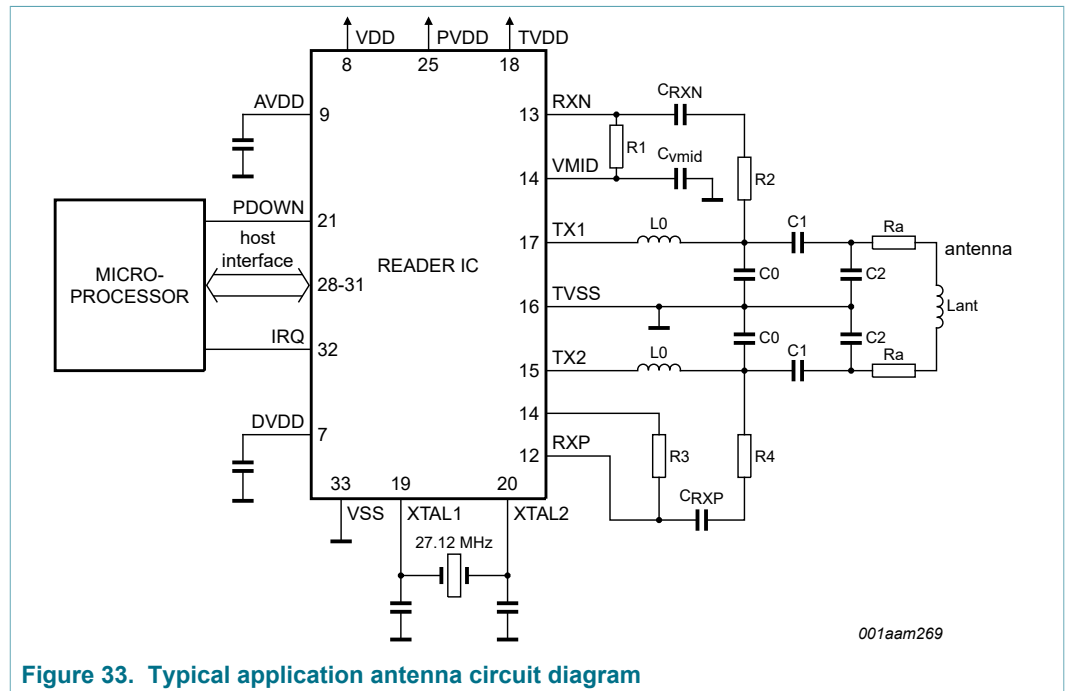 VDD PVDD TVDD
8 25 18
AVDD 9
13 RXN CRXN
R1
14 VMID Cvmid
R2
PDOWN 21
MICRO-
PROCESSOR
host
interface
28-31
IRQ 32
READER IC
17 TX1 L0 C1 Ra
antenna
C0 C2
16 TVSS
Lant
C0 C2
15 TX2 L0 C1 Ra
DVDD 7
14
RXP
12
R3 R4
CRXP
33 19 20
VSS XTAL1 XTAL2
27.12 MHz
001aam269
Figure 33. Typical application antenna circuit diagram